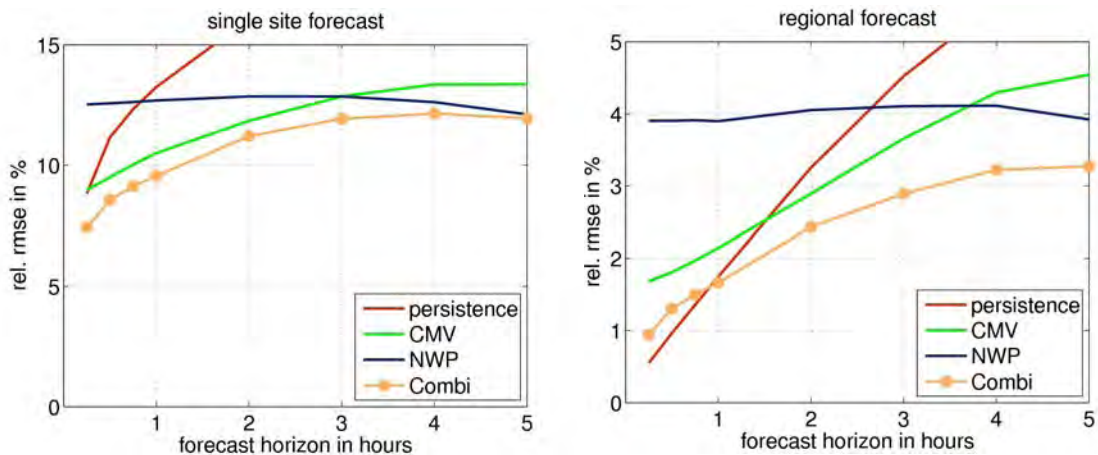 single site forecast
15
10
5
0
rel. rmse in %
persistence
CMV
NWP
Combi
1 2 3 4 5
forecast horizon in hours
regional forecast
5
4
3
2
1
0
rel. rmse in %
persistence
CMV
NWP
Combi
1 2 3 4 5
forecast horizon in hours